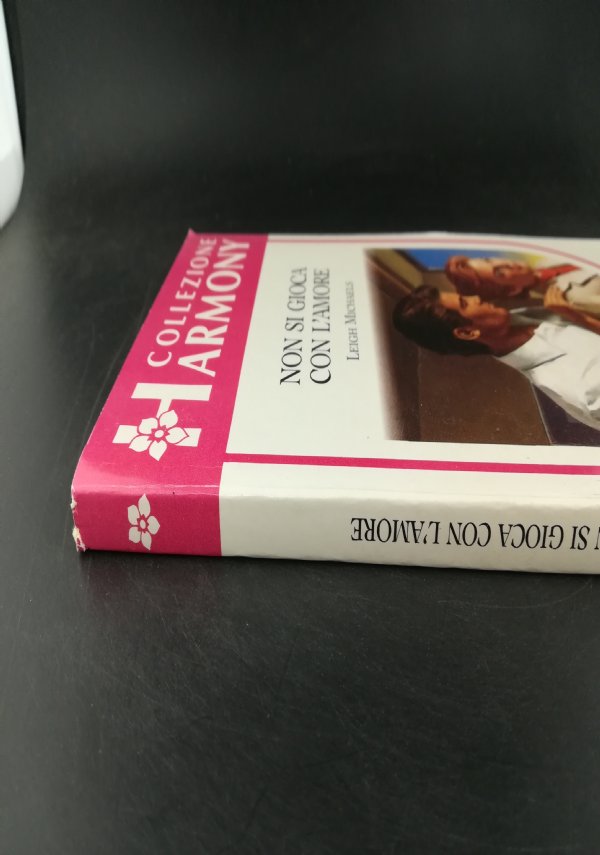 COLLEZIONE
HARMONY
NON SI GIOCA
CON L'AMORE
LEIGH MICHAELS
SI GIOCA CON L'AMORE